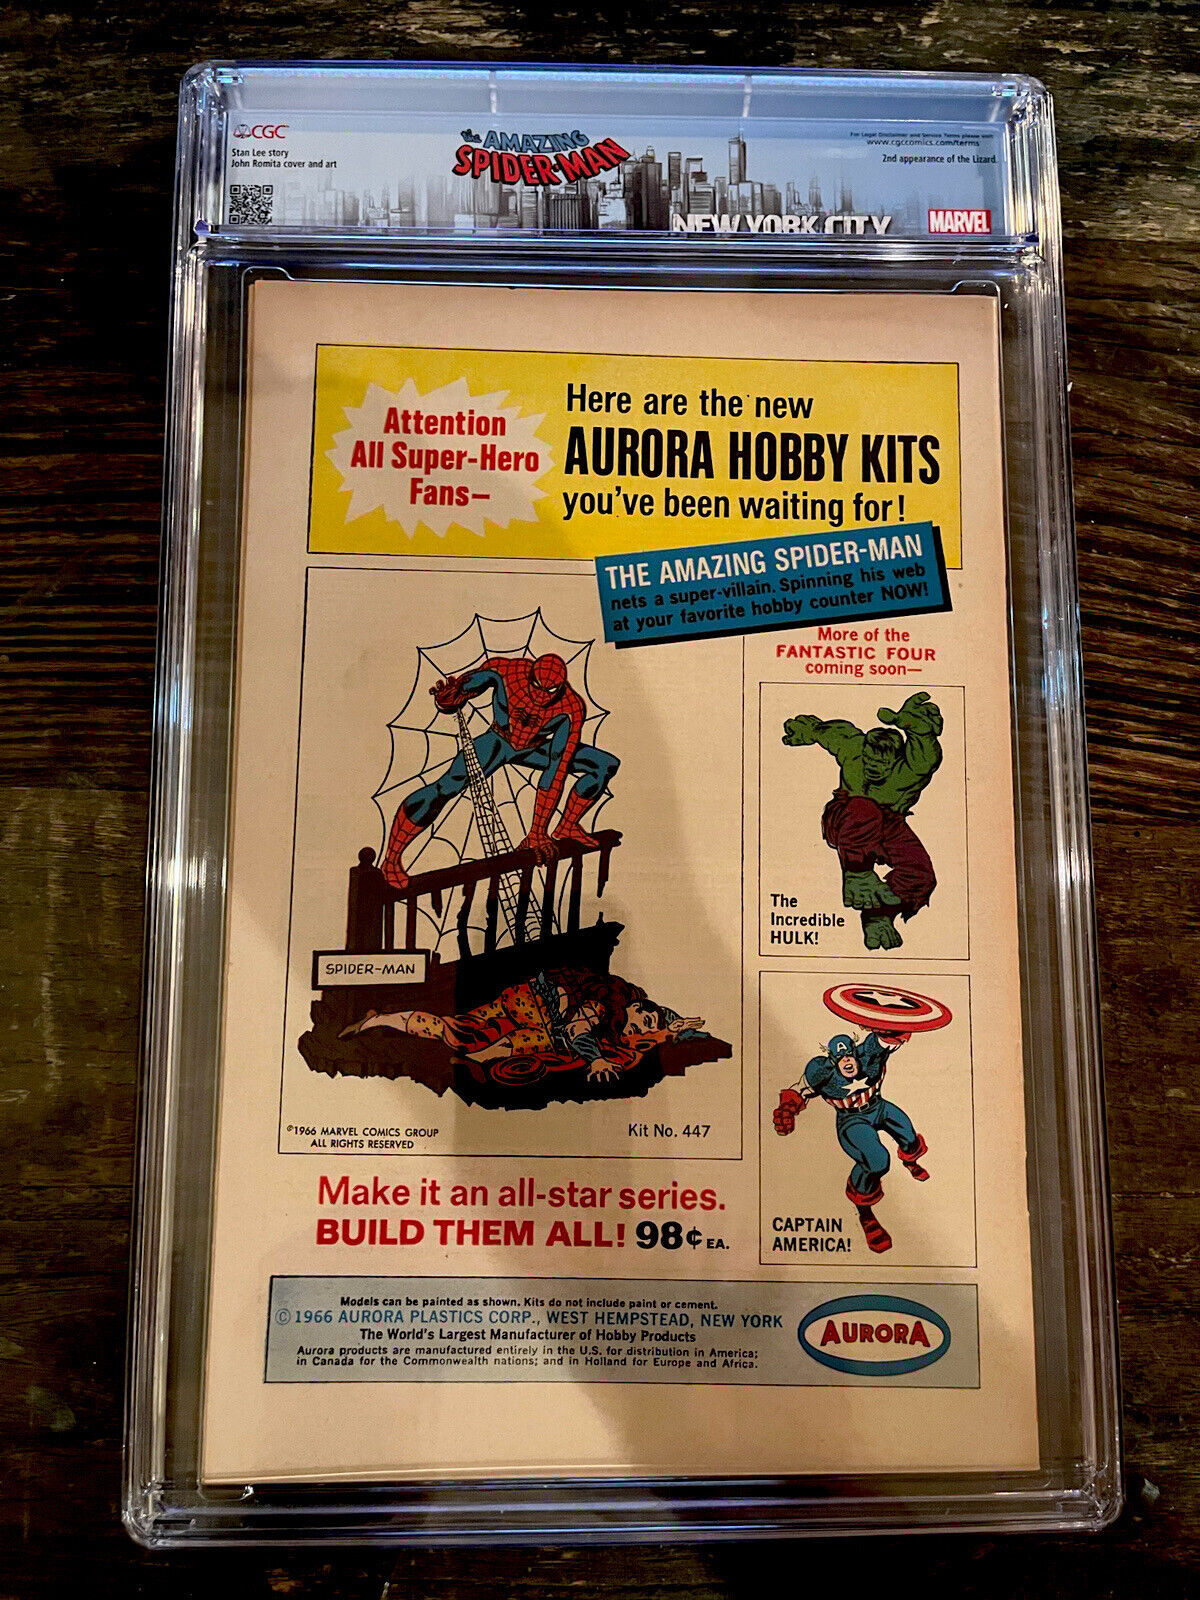 CGC
Stan Lee story
John Romita cover and art
the AMAZING
SPIDER-MAN
For Legal Disclaimer and Service Terms please visit
www.cgccomics.com/terms
2nd appearance of the Lizard.
NEW YORK CITY
MARVEL
Attention
All Super-Hero
Fans—
Here are the new
AURORA HOBBY KITS
you've been waiting for!
THE AMAZING SPIDER-MAN
nets a super-villain. Spinning his web
at your favorite hobby counter NOW!
More of the
FANTASTIC FOUR
coming soon—
The
Incredible
HULK!
SPIDER-MAN
©1966 MARVEL COMICS GROUP
ALL RIGHTS RESERVED
Kit No. 447
A
CAPTAIN
AMERICA!
Make it an all-star series.
BUILD THEM ALL! 98¢ EA.
Models can be painted as shown. Kits do not include paint or cement.
© 1966 AURORA PLASTICS CORP., WEST HEMPSTEAD, NEW YORK
The World's Largest Manufacturer of Hobby Products
Aurora products are manufactured entirely in the U.S. for distribution in America;
in Canada for the Commonwealth nations; and in Holland for Europe and Africa.
AURORA